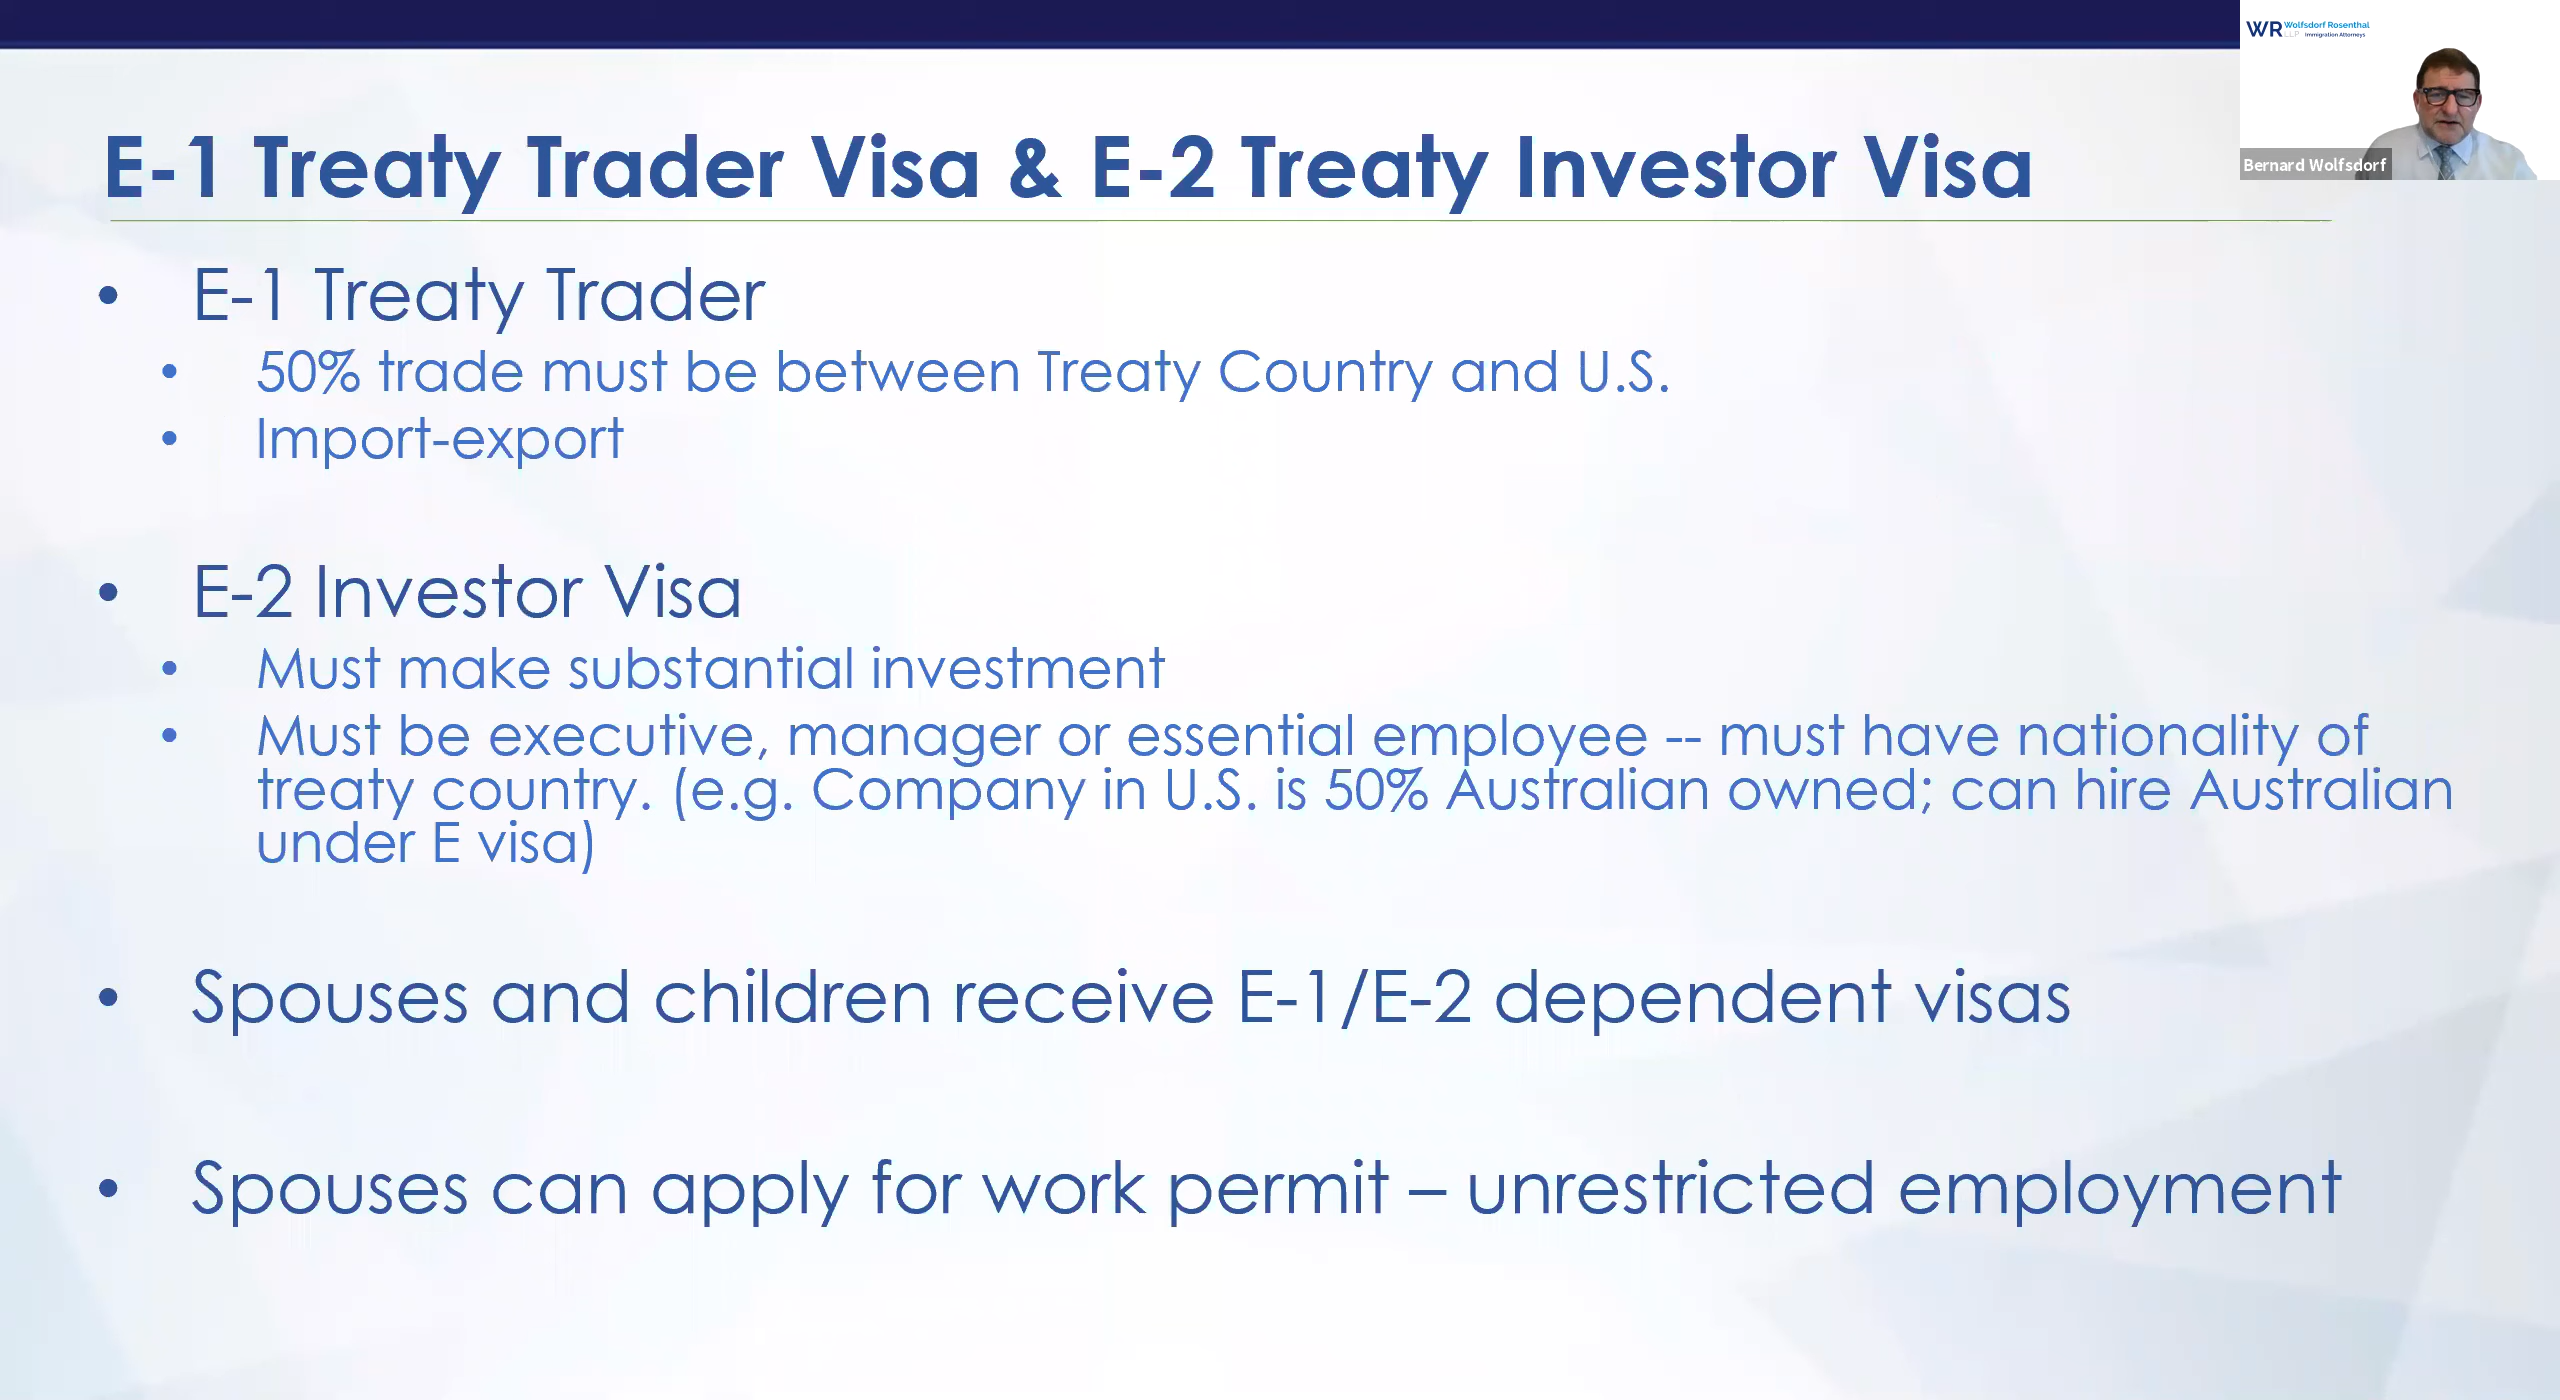 WR Wolfsdorf Rosenthal
LLP Immigration Attorneys
Bernard Wolfsdorf
E-1 Treaty Trader Visa & E-2 Treaty Investor Visa
• E-1 Treaty Trader
• 50% trade must be between Treaty Country and U.S.
• Import-export
• E-2 Investor Visa
• Must make substantial investment
• Must be executive, manager or essential employee -- must have nationality of
treaty country. (e.g. Company in U.S. is 50% Australian owned; can hire Australian
under E visa)
• Spouses and children receive E-1/E-2 dependent visas
• Spouses can apply for work permit – unrestricted employment